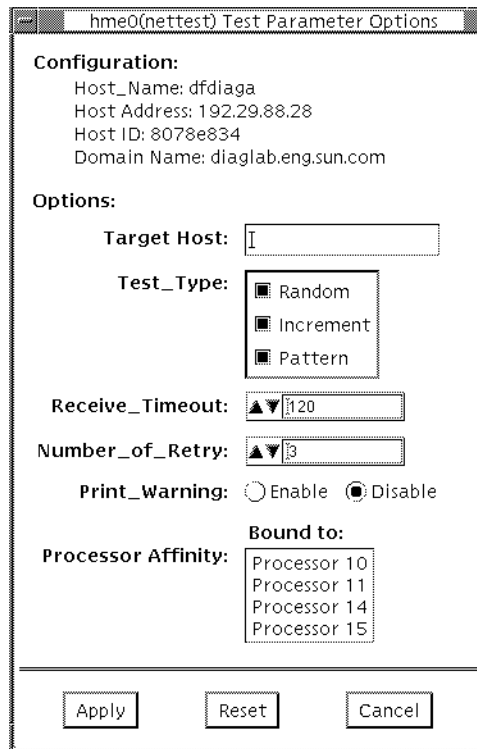 hme0(nettest) Test Parameter Options
Configuration:
Host_Name: dfdiaga
Host Address: 192.29.88.28
Host ID: 8078e834
Domain Name: diaglab.eng.sun.com
Options:
Target Host:
Test_Type:
Random
Increment
Pattern
Receive_Timeout: 120
Number_of_Retry: 3
Print_Warning: Enable Disable
Bound to:
Processor Affinity:
Processor 10
Processor 11
Processor 14
Processor 15
Apply Reset Cancel